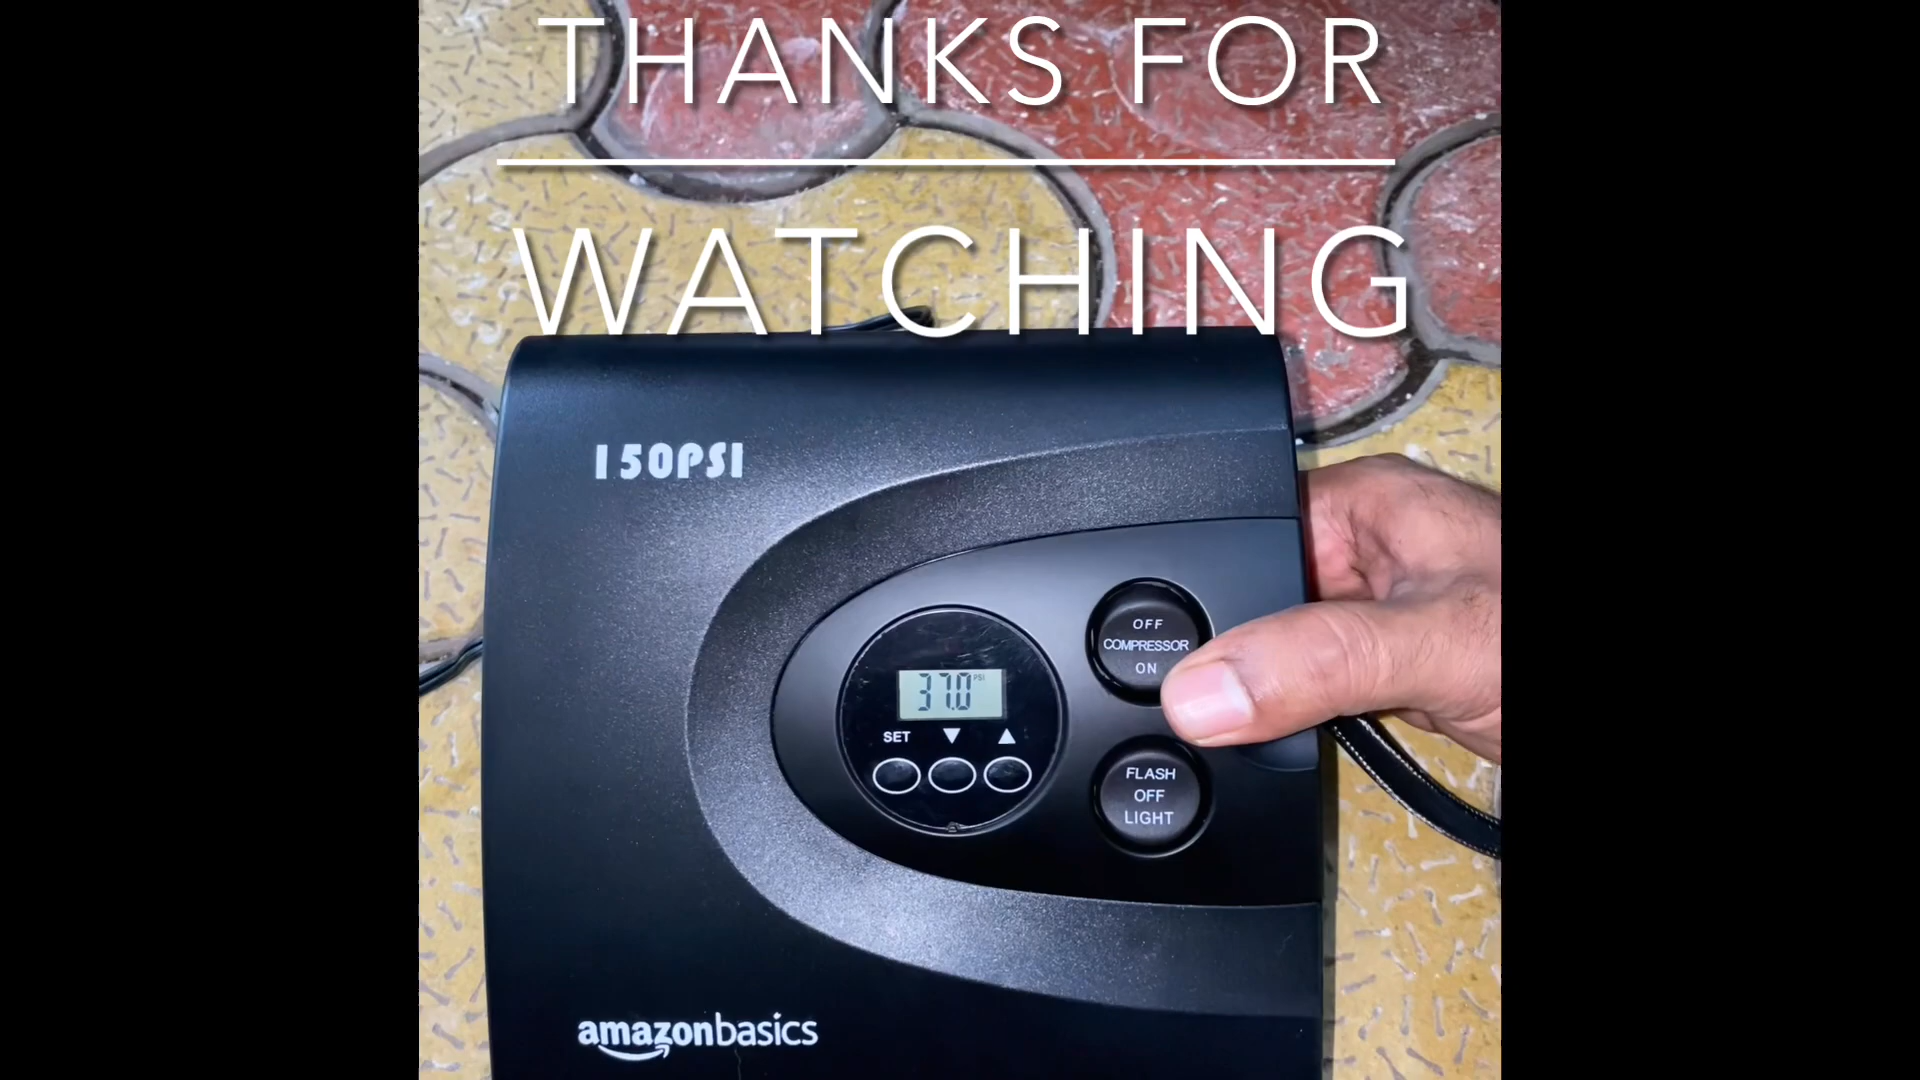 THANKS FOR
WATCHING
150PSI
OFF
COMPRESSOR
ON
37.0 PSI
SET ▼ ▲
FLASH
OFF
LIGHT
amazonbasics